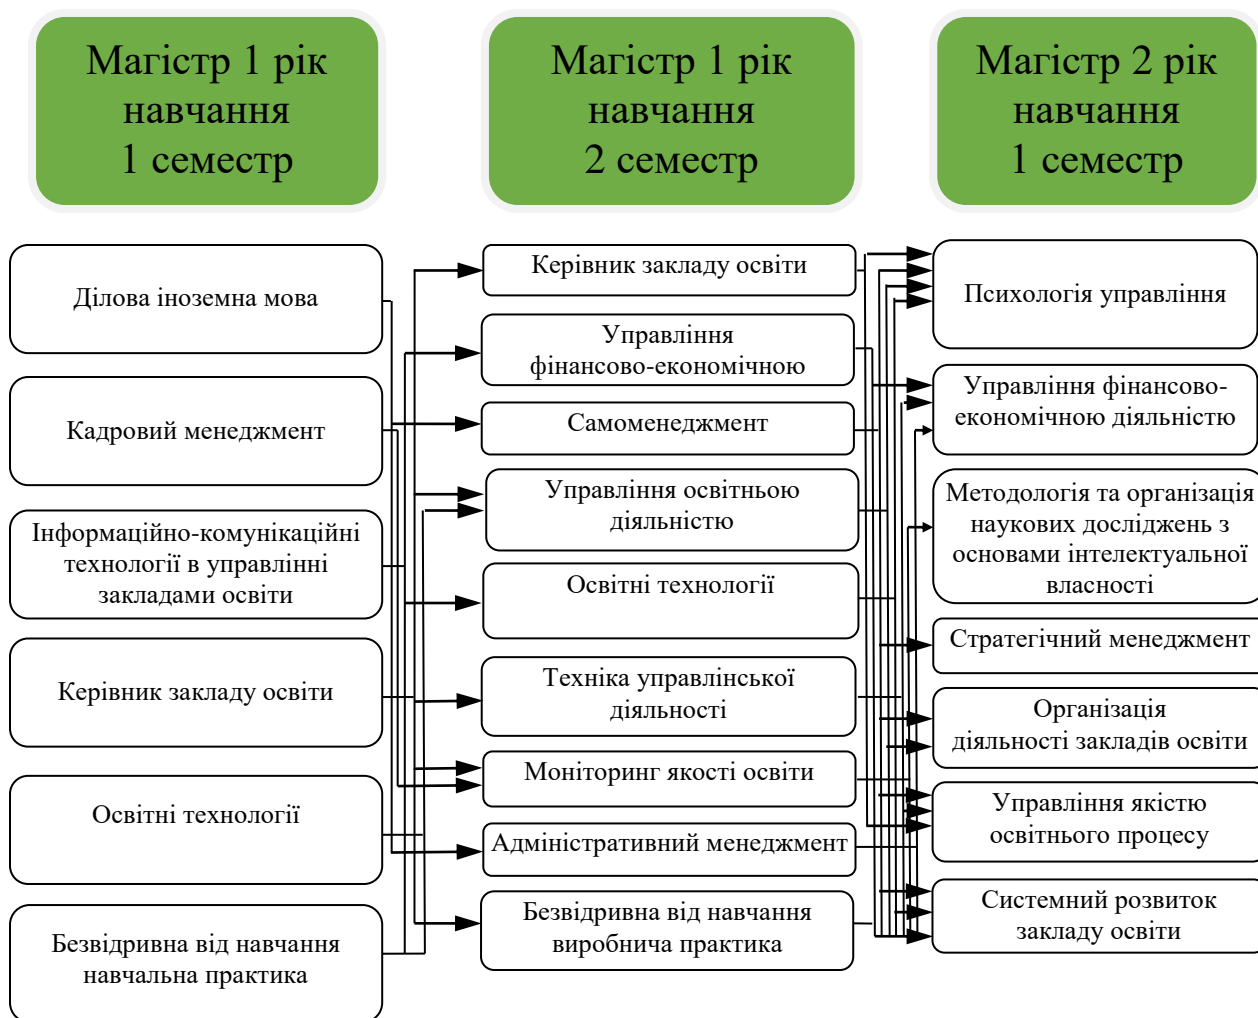 Магістр 1 рік
навчання
1 семестр
Магістр 1 рік
навчання
2 семестр
Магістр 2 рік
навчання
1 семестр
Ділова іноземна мова
Кадровий менеджмент
Інформаційно-комунікаційні
технології в управлінні
закладами освіти
Керівник закладу освіти
Освітні технології
Безвідривна від навчання
навчальна практика
Керівник закладу освіти
Управління
фінансово-економічною
Самоменеджмент
Управління освітньою
діяльністю
Освітні технології
Техніка управлінської
діяльності
Моніторинг якості освіти
Адміністративний менеджмент
Безвідривна від навчання
виробнича практика
Психологія управління
Управління фінансово-
економічною діяльністю
Методологія та організація
наукових досліджень з
основами інтелектуальної
власності
Стратегічний менеджмент
Організація
діяльності закладів освіти
Управління якістю
освітнього процесу
Системний розвиток
закладу освіти